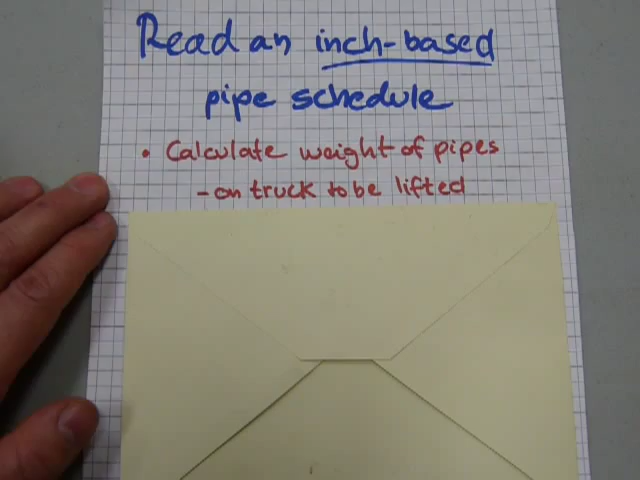 Read an inch-based
pipe schedule
• Calculate weight of pipes
- on truck to be lifted